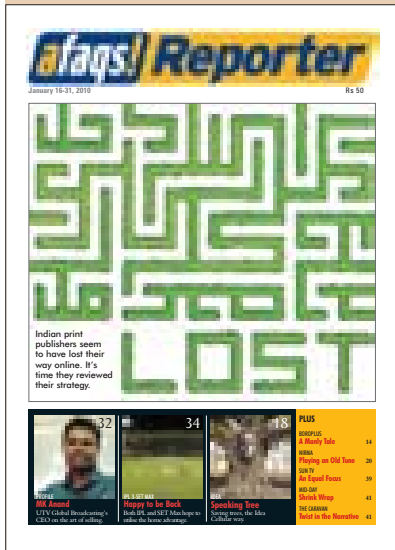 afaqs! Reporter
January 16-31, 2010
Rs 50
Indian print
publishers seem
to have lost their
way online. It's
time they reviewed
their strategy.
LOST
32
PROFILE
MK Anand
UTV Global Broadcasting's
CEO on the art of selling.
34
IPL 3-SET MAX
Happy to be Back
Both IPL and SET Max hope to
utilise the home advantage.
18
IDEA
Speaking Tree
Saving trees, the Idea
Cellular way.
PLUS
BOROPLUS
A Manly Tale 14
NIRMA
Playing an Old Tune 20
SUN TV
An Equal Focus 39
MID-DAY
Shrink Wrap 41
THE CARAVAN
Twist in the Narrative 41